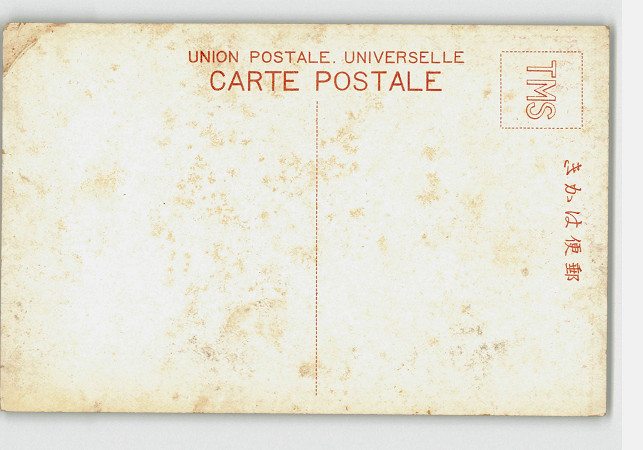 UNION POSTALE. UNIVERSELLE
CARTE POSTALE
TMS
きかは便郵